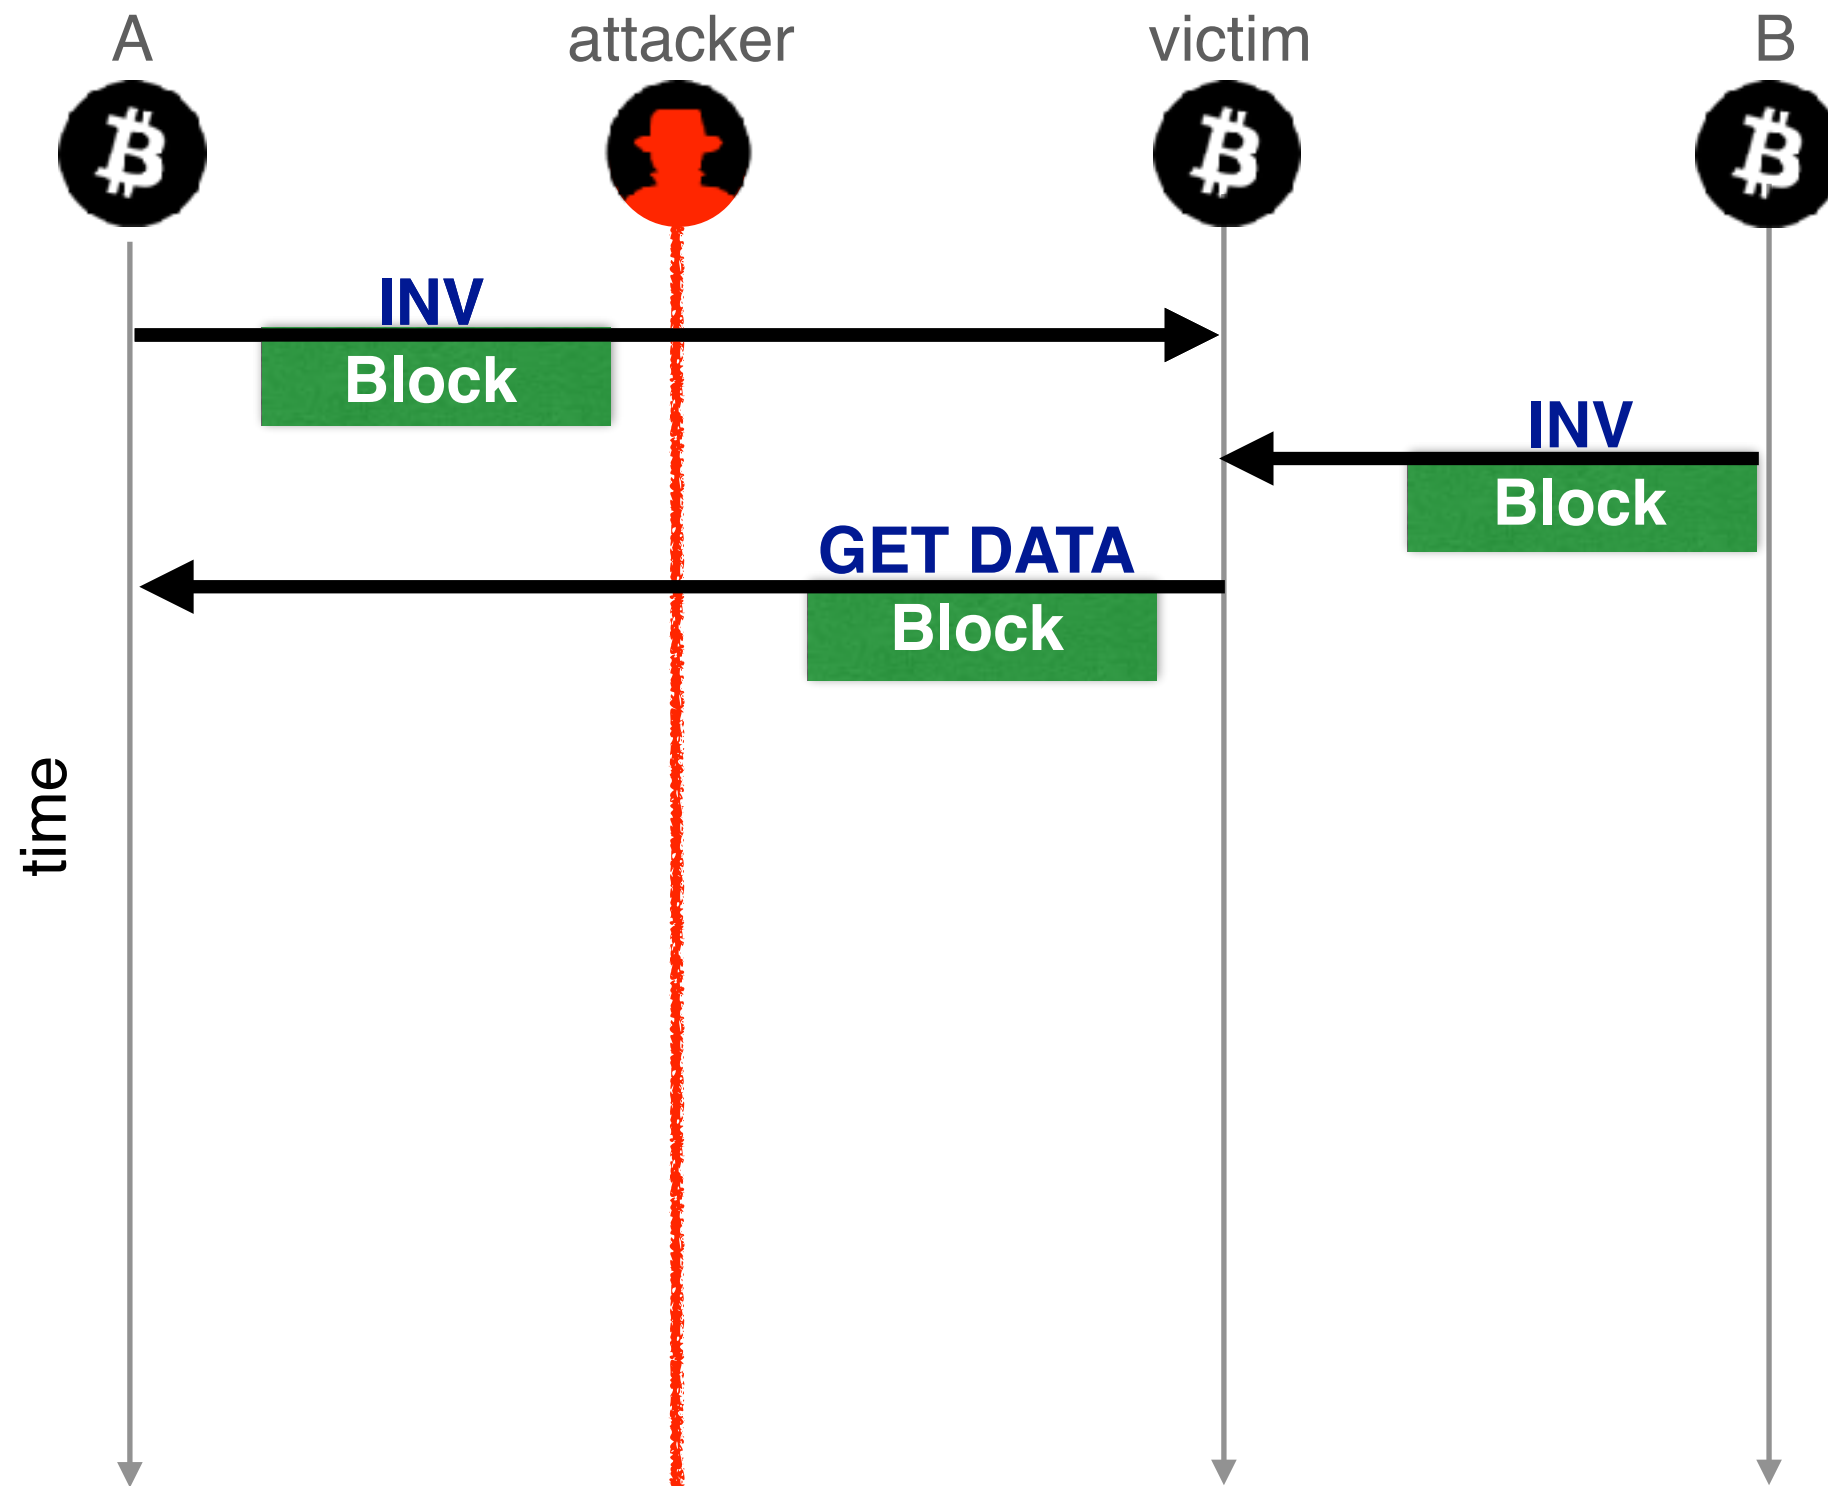 A attacker victim B
INV
Block
INV
Block
GET DATA
Block
time